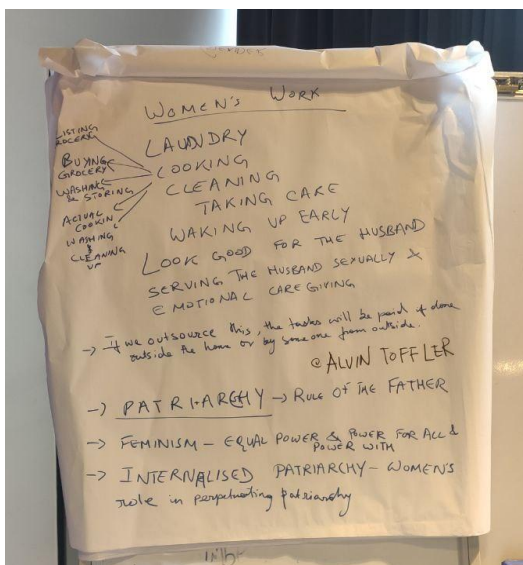 WOMEN'S WORK
LISTING
GROCERY
BUYING
GROCERY
WASHING
& STORING
ACTUAL
COOKING
WASHING
&
CLEANING
UP
LAUNDRY
COOKING
CLEANING
TAKING CARE
WAKING UP EARLY
LOOK GOOD FOR THE HUSBAND
SERVING THE HUSBAND SEXUALLY &
EMOTIONAL CARE GIVING
-> If we outsource this, the tasks will be paid if done
outside the home or by someone from outside.
@ALVIN TOFFLER
-> PATRIARCHY -> RULE OF THE FATHER
-> FEMINISM - EQUAL POWER & POWER FOR ALL &
POWER WITH
-> INTERNALISED PATRIARCHY - WOMEN'S
role in perpetuating patriarchy